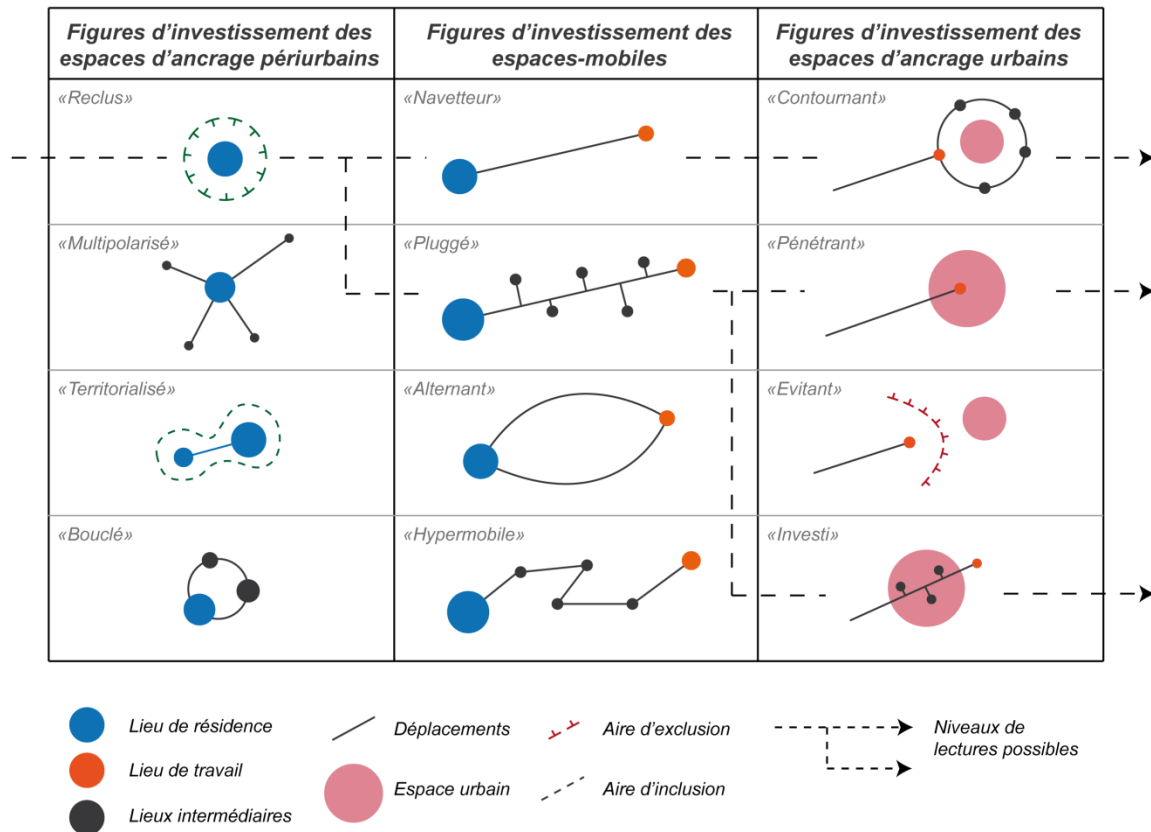 Figures d’investissement des
espaces d’ancrage périurbains
Figures d’investissement des
espaces-mobiles
Figures d’investissement des
espaces d’ancrage urbains
«Reclus»
«Navetteur»
«Contournant»
«Multipolarisé»
«Pluggé»
«Pénétrant»
«Territorialisé»
«Alternant»
«Evitant»
«Bouclé»
«Hypermobile»
«Investi»
Lieu de résidence
Lieu de travail
Lieux intermédiaires
Déplacements
Espace urbain
Aire d’exclusion
Aire d’inclusion
Niveaux de
lectures possibles